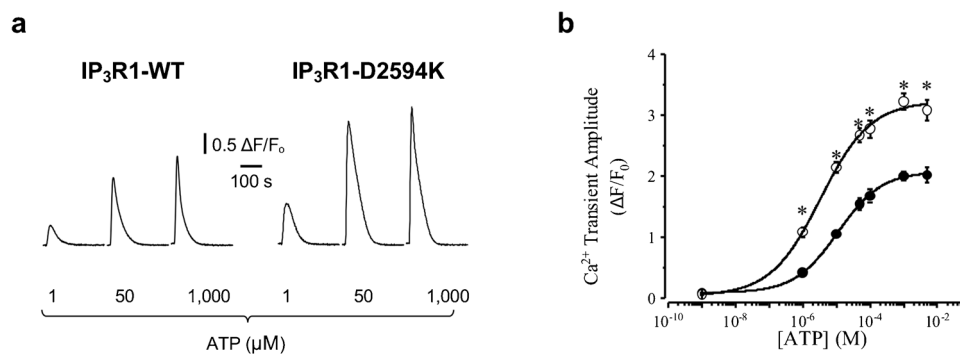 a
IP₃R1-WT IP₃R1-D2594K
0.5 ΔF/Fₒ
100 s
1 50 1,000 1 50 1,000
ATP (µM)
b
Ca²⁺ Transient Amplitude
(ΔF/F₀)
4
3
2
1
0
* * * * * *
10⁻¹⁰ 10⁻⁸ 10⁻⁶ 10⁻⁴ 10⁻²
[ATP] (M)